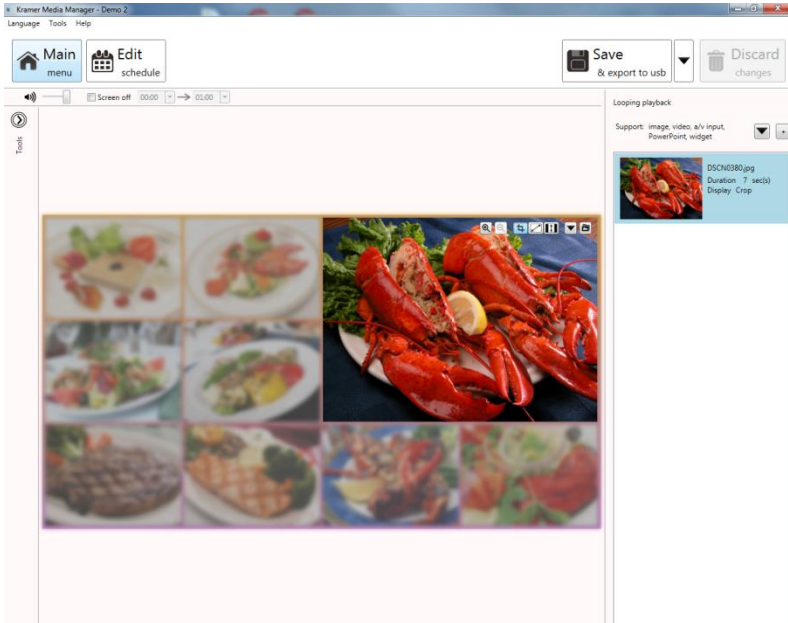 Kramer Media Manager - Demo 2
Language Tools Help
Main
menu
Edit
schedule
Save
& export to usb
Discard
changes
Screen off 00:00 01:00
Looping playback
Tools
Support: image, video, a/v input,
PowerPoint, widget
DSCN0380.jpg
Duration 7 sec(s)
Display Crop